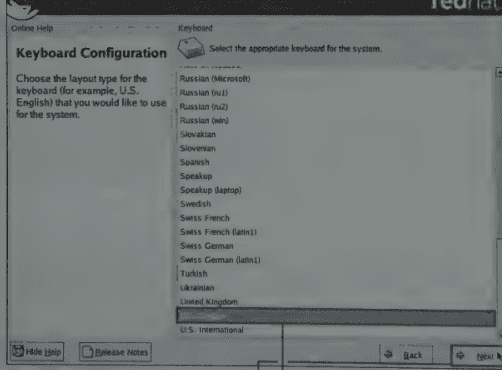 redhat
Online Help
Keyboard
Keyboard Configuration
Select the appropriate keyboard for the system.
Choose the layout type for the
keyboard (for example, U.S.
English) that you would like to use
for the system.
Russian (Microsoft)
Russian (ru1)
Russian (ru2)
Russian (win)
Slovakian
Slovenian
Spanish
Speakup
Speakup (laptop)
Swedish
Swiss French
Swiss French (latin1)
Swiss German
Swiss German (latin1)
Turkish
Ukrainian
United Kingdom
U.S. International
Hide Help
Release Notes
Back
Next